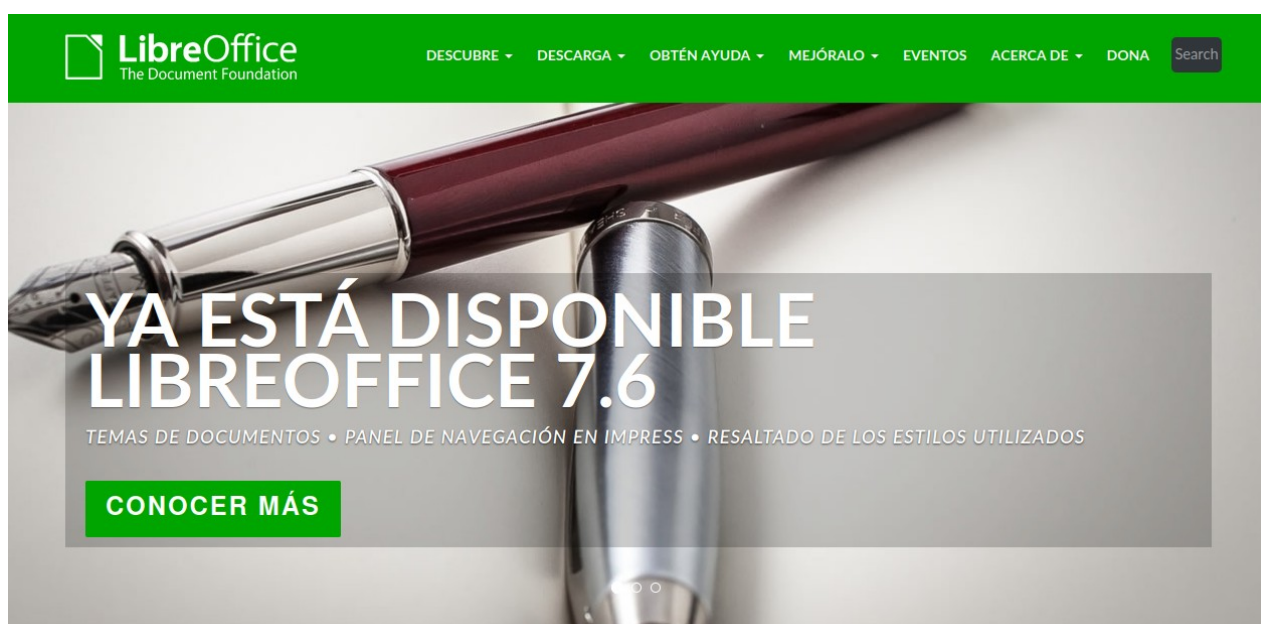 LibreOffice
The Document Foundation
DESCUBRE DESCARGA OBTÉN AYUDA MEJÓRALO EVENTOS ACERCA DE DONA Search
YA ESTÁ DISPONIBLE
LIBREOFFICE 7.6
TEMAS DE DOCUMENTOS • PANEL DE NAVEGACIÓN EN IMPRESS • RESALTADO DE LOS ESTILOS UTILIZADOS
CONOCER MÁS